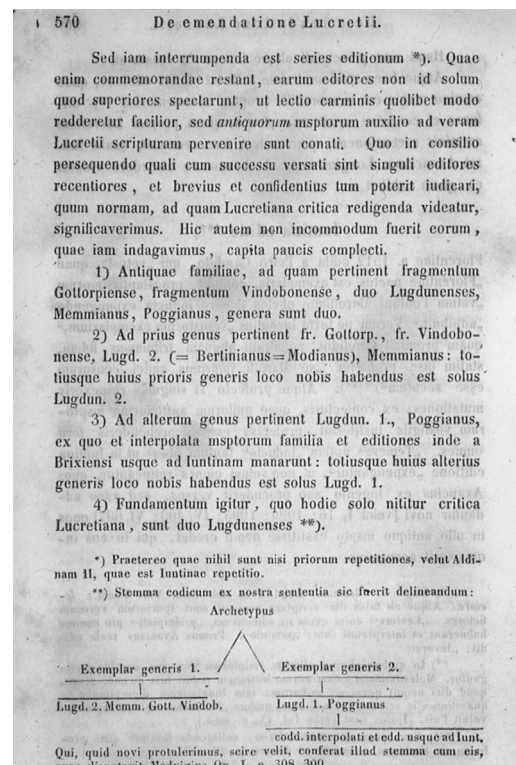 570 De emendatione Lucretii.
Sed iam interrumpenda est series editionum *). Quae
enim commemorandae restant, earum editores non id solum
quod superiores spectarunt, ut lectio carminis quolibet modo
redderetur facilior, sed antiquorum msptorum auxilio ad veram
Lucretii scripturam pervenire sunt conati. Quo in consilio
persequendo quali cum successu versati sint singuli editores
recentiores, et brevius et confidentius tum poterit iudicari,
quum normam, ad quam Lucretiana critica redigenda videatur,
significaverimus. Hic autem non incommodum fuerit eorum,
quae iam indagavimus, capita paucis complecti.
1) Antiquae familiae, ad quam pertinent fragmentum
Gottorpiense, fragmentum Vindobonense, duo Lugdunenses,
Memmianus, Poggianus, genera sunt duo.
2) Ad prius genus pertinent fr. Gottorp., fr. Vindobo-
nense, Lugd. 2. (= Bertinianus=Modianus), Memmianus: to-
tiusque huius prioris generis loco nobis habendus est solus
Lugdun. 2.
3) Ad alterum genus pertinent Lugdun. 1., Poggianus,
ex quo et interpolata msptorum familia et editiones inde a
Brixiensi usque ad Iuntinam manarunt: totiusque huius alterius
generis loco nobis habendus est solus Lugd. 1.
4) Fundamentum igitur, quo hodie solo nititur critica
Lucretiana, sunt duo Lugdunenses **).
*) Praetereo quae nihil sunt nisi priorum repetitiones, velut Aldi-
nam II, quae est Iuntinae repetitio.
**) Stemma codicum ex nostra sententia sic fuerit delineandum:
Archetypus
Exemplar generis 1. Exemplar generis 2.
Lugd. 2. Memm. Gott. Vindob. Lugd. 1. Poggianus
codd. interpolati et edd. usque ad Iunt.
Qui, quid novi protulerimus, scire velit, conferat illud stemma cum eis,